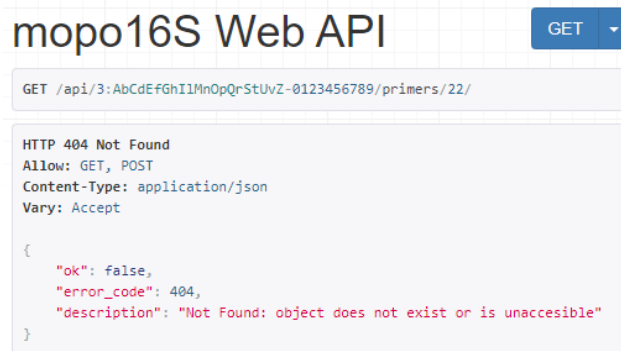 mopo16S Web API
GET
GET /api/3:AbCdEfGhIlMnOpQrStUvZ-0123456789/primers/22/
HTTP 404 Not Found
Allow: GET, POST
Content-Type: application/json
Vary: Accept
{
"ok": false,
"error_code": 404,
"description": "Not Found: object does not exist or is unaccesible"
}